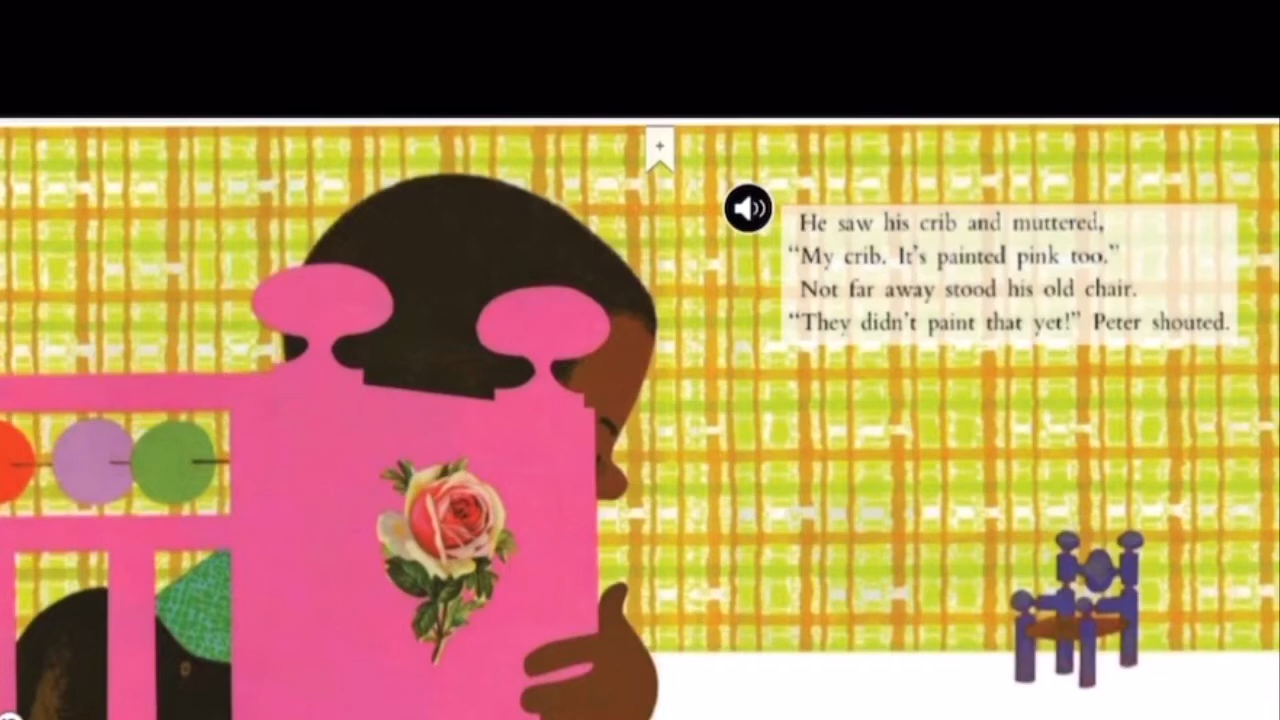 He saw his crib and muttered,
“My crib. It’s painted pink too.”
Not far away stood his old chair.
“They didn’t paint that yet!” Peter shouted.